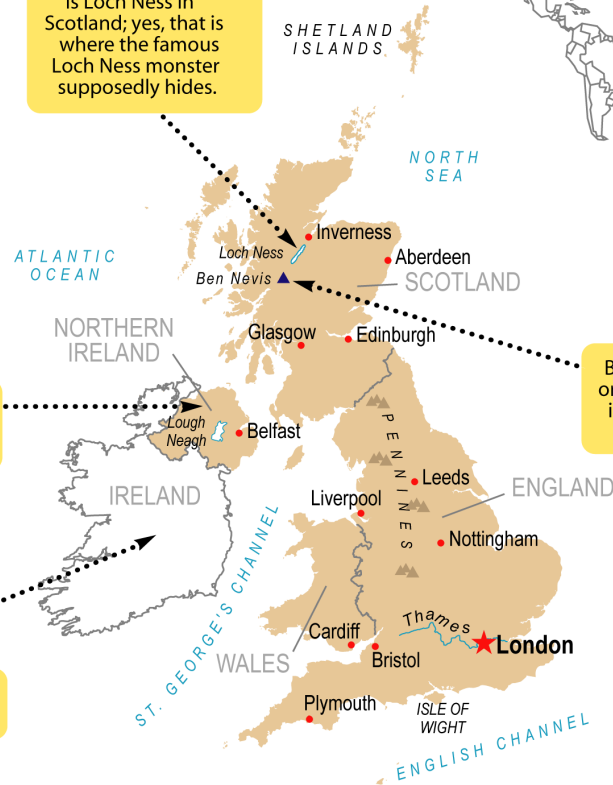 is Loch Ness in
Scotland; yes, that is
where the famous
Loch Ness monster
supposedly hides.
SHETLAND
ISLANDS
NORTH
SEA
ATLANTIC
OCEAN
Inverness
Loch Ness
Aberdeen
Ben Nevis
SCOTLAND
NORTHERN
IRELAND
Glasgow
Edinburgh
B
or
i
Lough
Neagh
Belfast
PENNINES
Leeds
IRELAND
Liverpool
ENGLAND
Nottingham
ST. GEORGE'S CHANNEL
Thames
Cardiff
London
WALES
Bristol
Plymouth
ISLE OF
WIGHT
ENGLISH CHANNEL